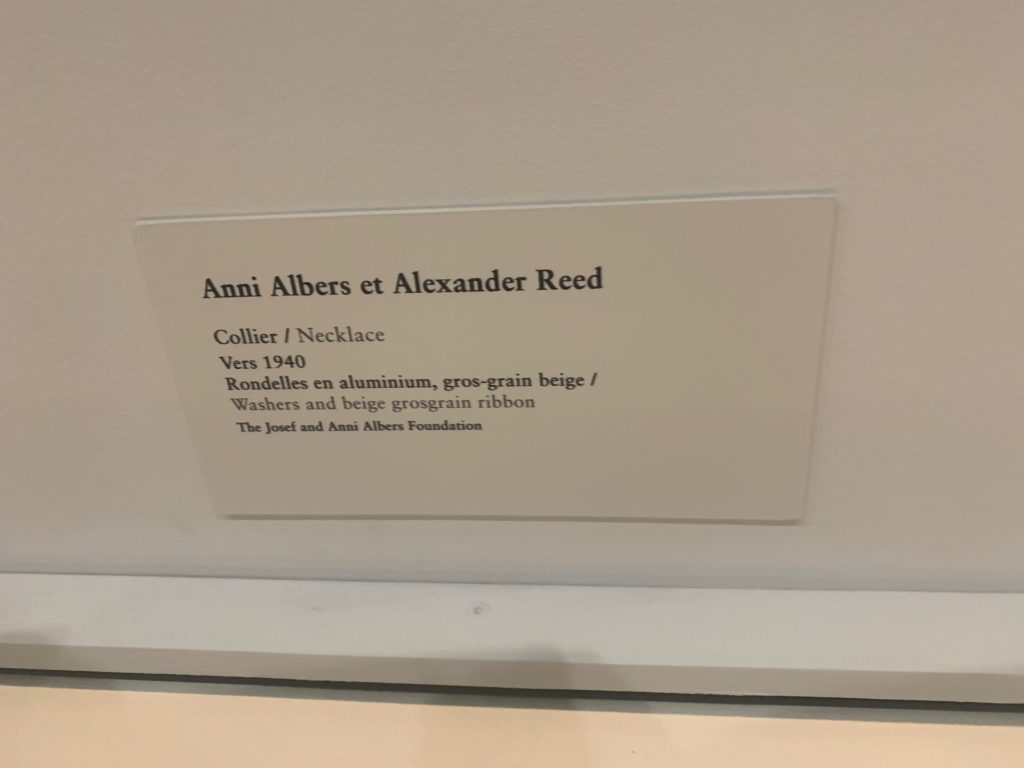 Anni Albers et Alexander Reed
Collier / Necklace
Vers 1940
Rondelles en aluminium, gros-grain beige /
Washers and beige grosgrain ribbon
The Josef and Anni Albers Foundation